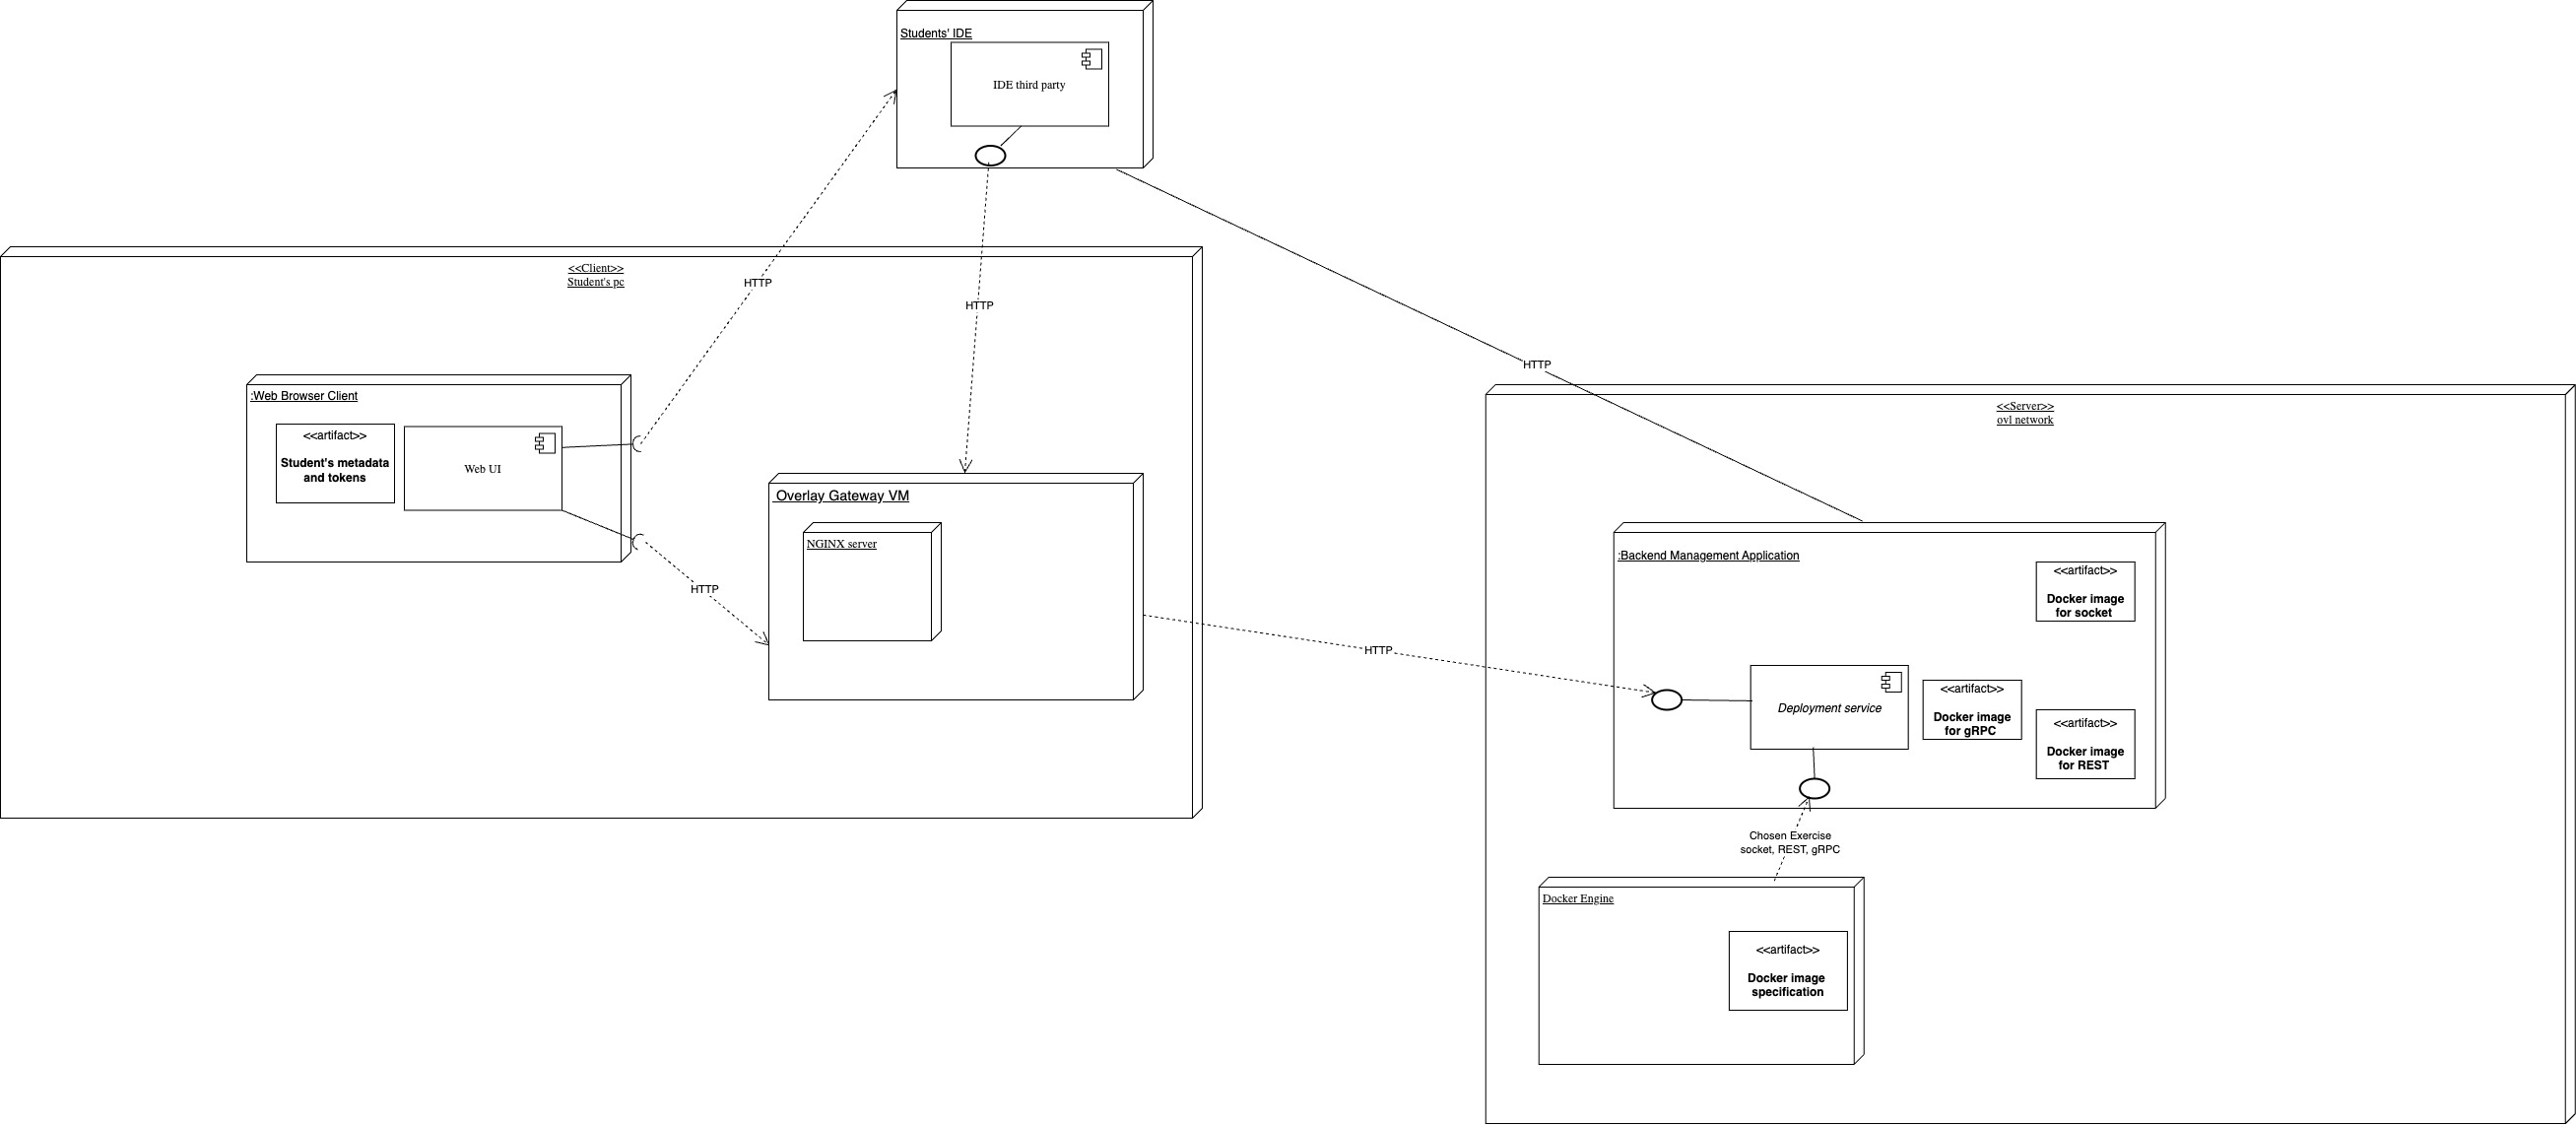 Students' IDE
IDE third party
<<Client>>
Student's pc
HTTP
HTTP
HTTP
:Web Browser Client
<<artifact>>
Student's metadata
and tokens
Web UI
HTTP
Overlay Gateway VM
NGINX server
HTTP
<<Server>>
ovl network
:Backend Management Application
<<artifact>>
Docker image
for socket
Deployment service
<<artifact>>
Docker image
for gRPC
<<artifact>>
Docker image
for REST
Chosen Exercise
socket, REST, gRPC
Docker Engine
<<artifact>>
Docker image
specification